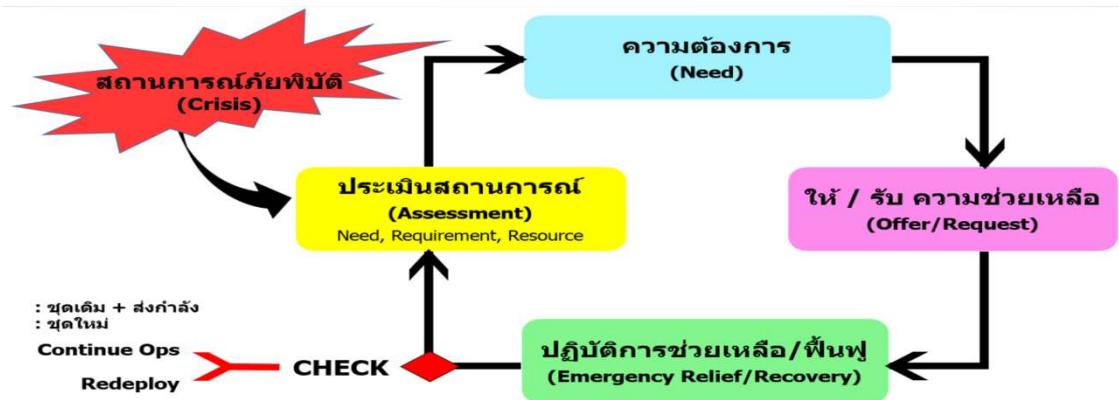 สถานการณ์ภัยพิบัติ
(Crisis)
ความต้องการ
(Need)
ประเมินสถานการณ์
(Assessment)
Need, Requirement, Resource
ให้ / รับ ความช่วยเหลือ
(Offer/Request)
: ชุดเดิม + ส่งกำลัง
: ชุดใหม่
Continue Ops
Redeploy
CHECK
ปฏิบัติการช่วยเหลือ/ฟื้นฟู
(Emergency Relief/Recovery)